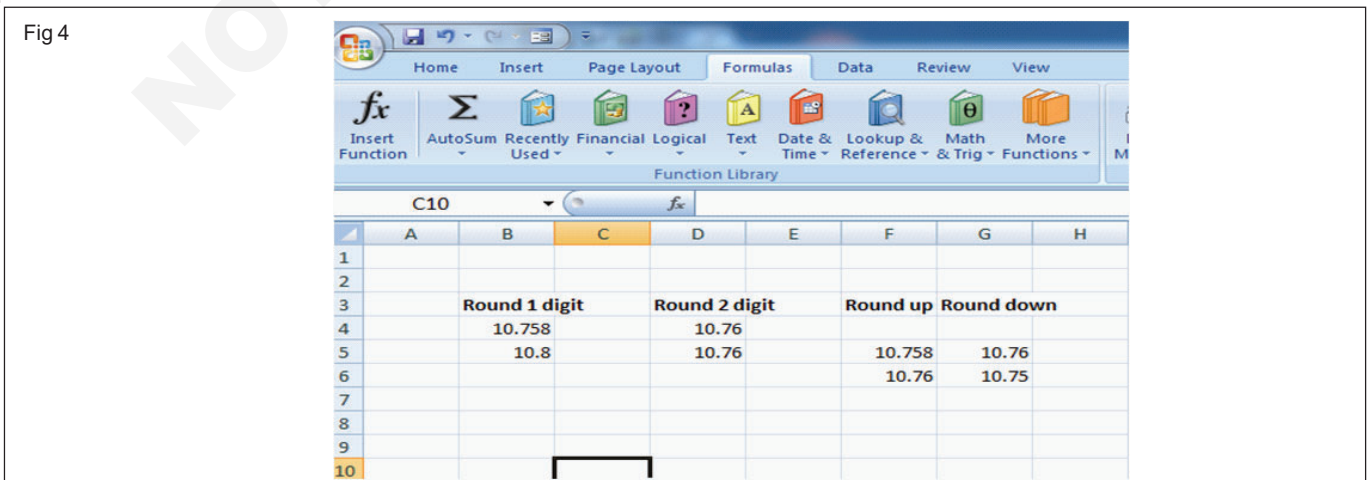 Fig 4
NO
Home Insert Page Layout Formulas Data Review View
fx Σ ? A θ
Insert Function AutoSum Recently Used Financial Logical Text Date & Time Lookup & Reference Math & Trig More Functions M
Function Library
C10 fx
A B C D E F G H
1
2
3 Round 1 digit Round 2 digit Round up Round down
4 10.758 10.76
5 10.8 10.76 10.758 10.76
6 10.76 10.75
7
8
9
10